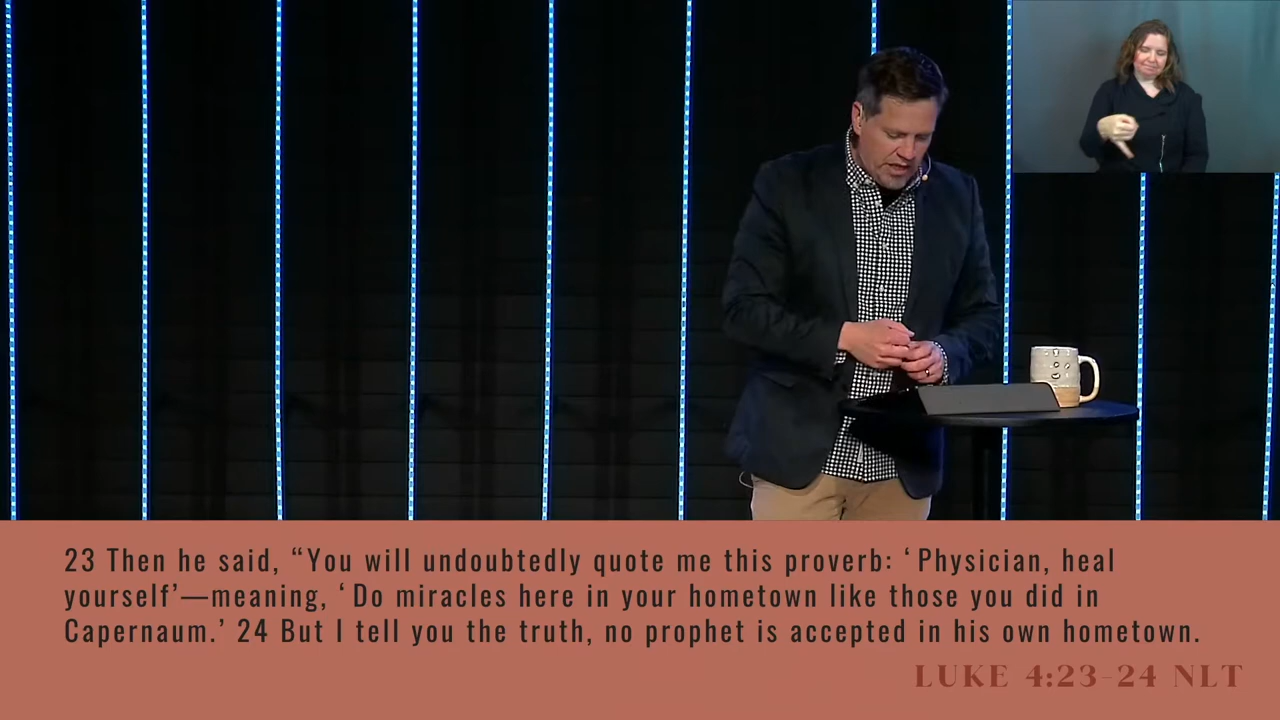 23 Then he said, “You will undoubtedly quote me this proverb: ‘Physician, heal
yourself’—meaning, ‘Do miracles here in your hometown like those you did in
Capernaum.’ 24 But I tell you the truth, no prophet is accepted in his own hometown.
LUKE 4:23-24 NLT